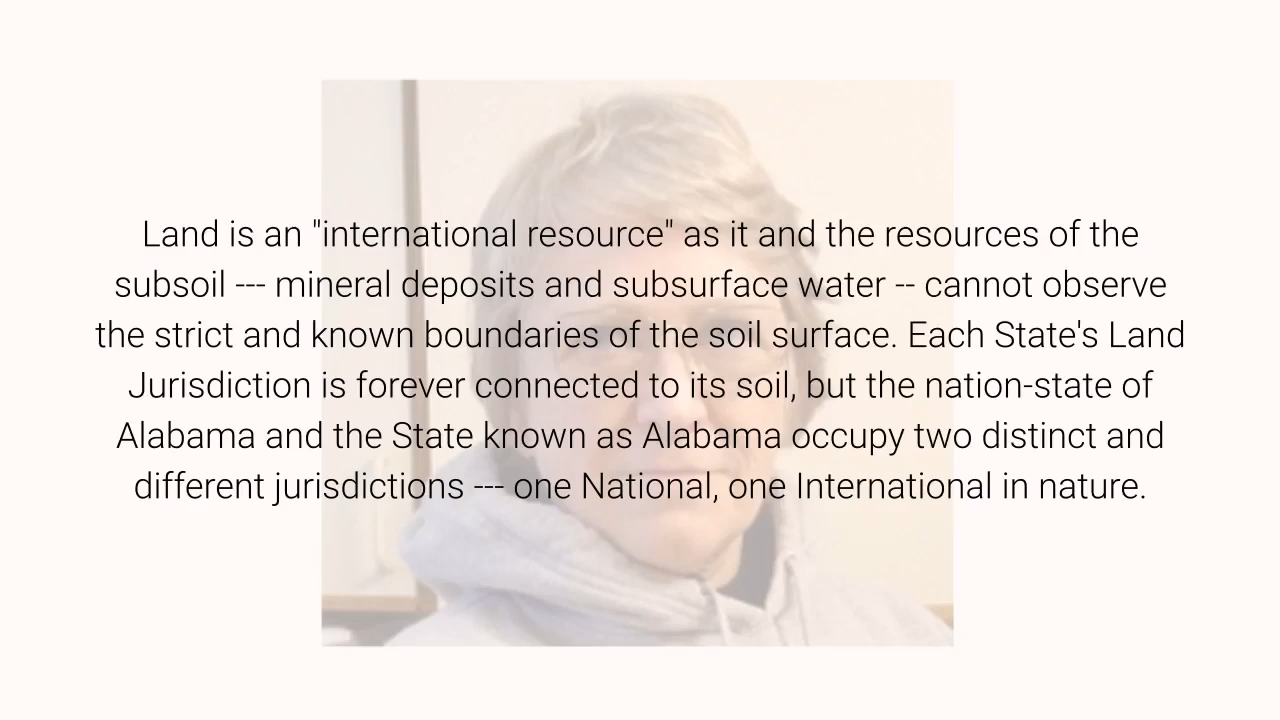 Land is an "international resource" as it and the resources of the
subsoil --- mineral deposits and subsurface water -- cannot observe
the strict and known boundaries of the soil surface. Each State's Land
Jurisdiction is forever connected to its soil, but the nation-state of
Alabama and the State known as Alabama occupy two distinct and
different jurisdictions --- one National, one International in nature.